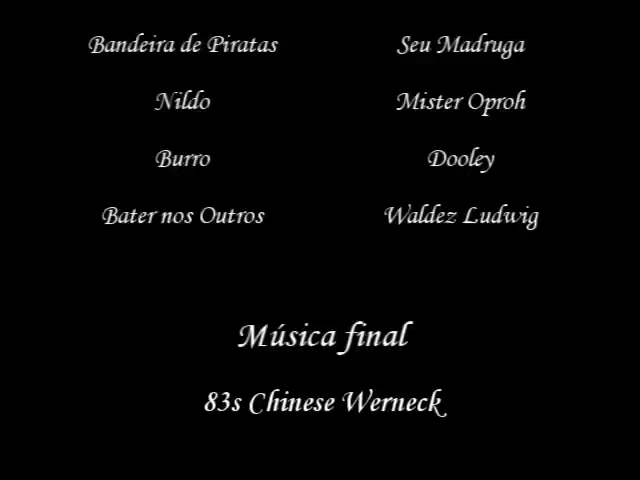 Bandeira de Piratas Seu Madruga
Nildo Mister Oproh
Burro Dooley
Bater nos Outros Waldez Ludwig
Música final
83s Chinese Werneck